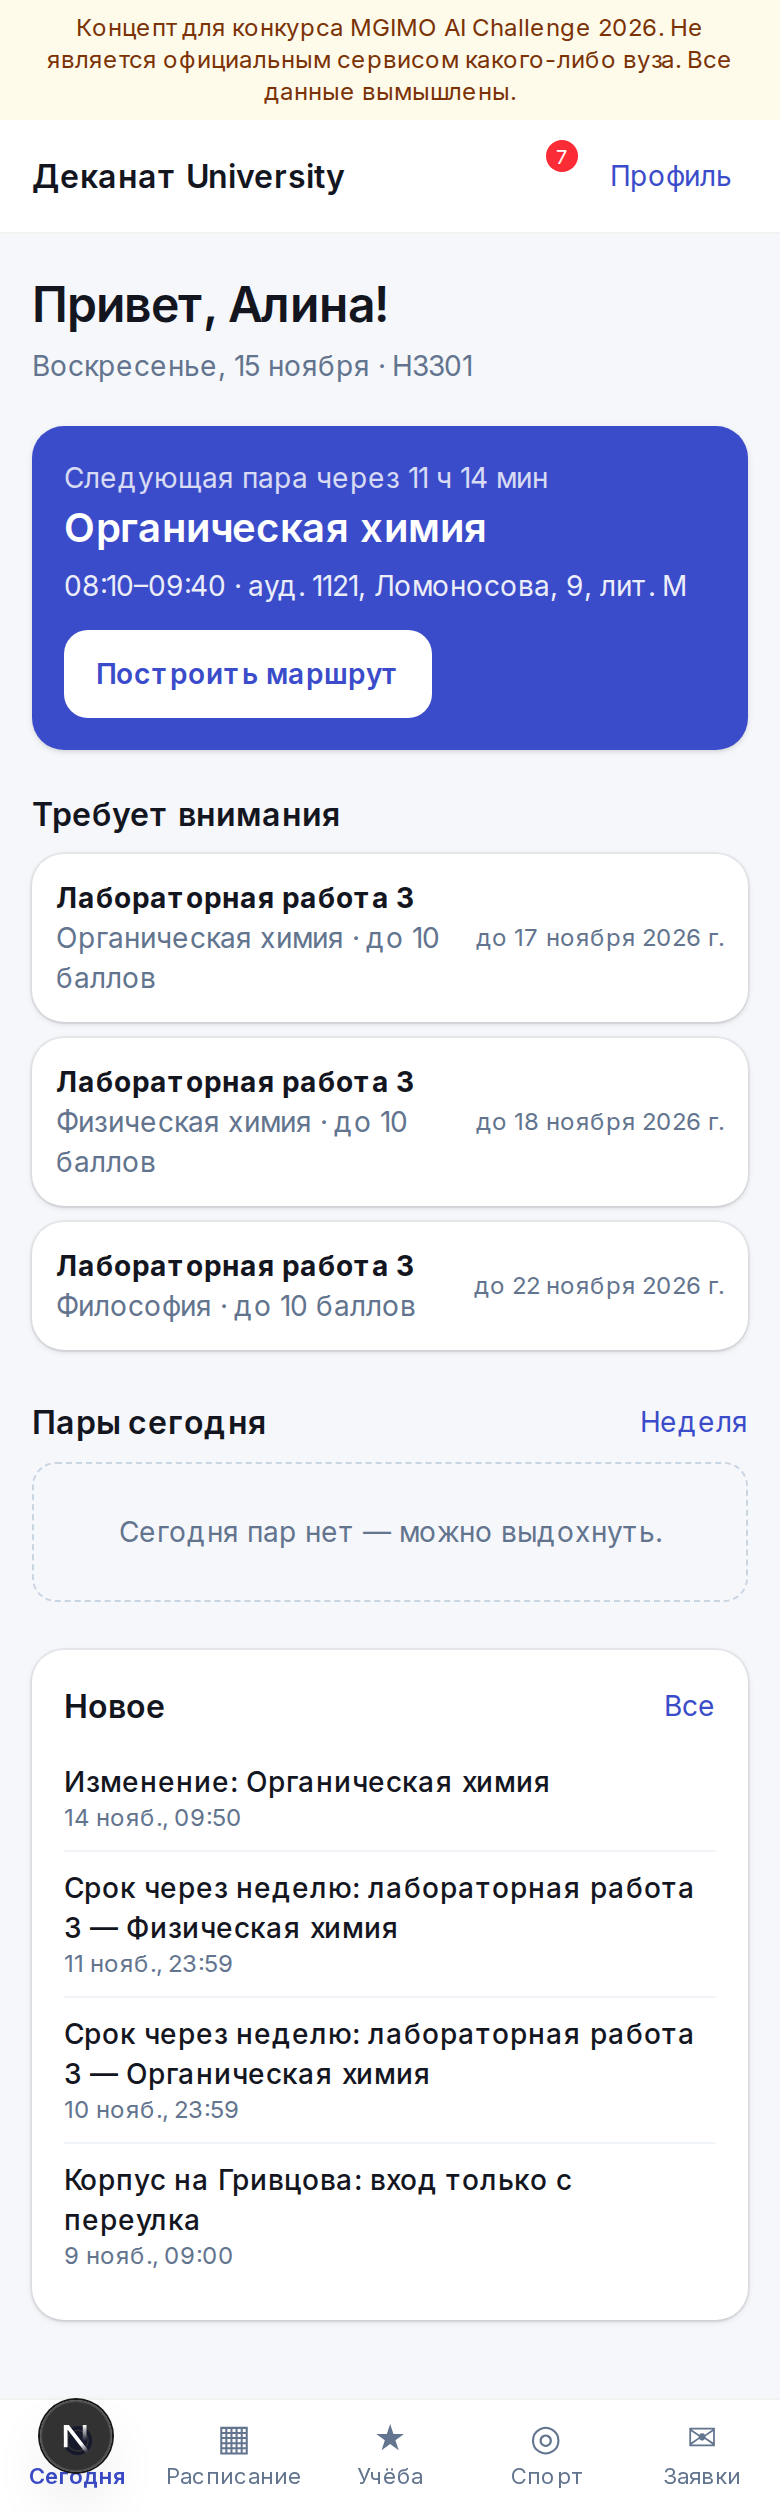 Концепт для конкурса MGIMO AI Challenge 2026. Не
является официальным сервисом какого-либо вуза. Все
данные вымышлены.
Деканат University
7
Профиль
Привет, Алина!
Воскресенье, 15 ноября · H3301
Следующая пара через 11 ч 14 мин
Органическая химия
08:10–09:40 · ауд. 1121, Ломоносова, 9, лит. М
Построить маршрут
Требует внимания
Лабораторная работа 3
Органическая химия · до 10
баллов
до 17 ноября 2026 г.
Лабораторная работа 3
Физическая химия · до 10
баллов
до 18 ноября 2026 г.
Лабораторная работа 3
Философия · до 10 баллов
до 22 ноября 2026 г.
Пары сегодня
Неделя
Сегодня пар нет — можно выдохнуть.
Новое
Все
Изменение: Органическая химия
14 нояб., 09:50
Срок через неделю: лабораторная работа
3 — Физическая химия
11 нояб., 23:59
Срок через неделю: лабораторная работа
3 — Органическая химия
10 нояб., 23:59
Корпус на Гривцова: вход только с
переулка
9 нояб., 09:00
N
Сегодня
Расписание
Учёба
Спорт
Заявки